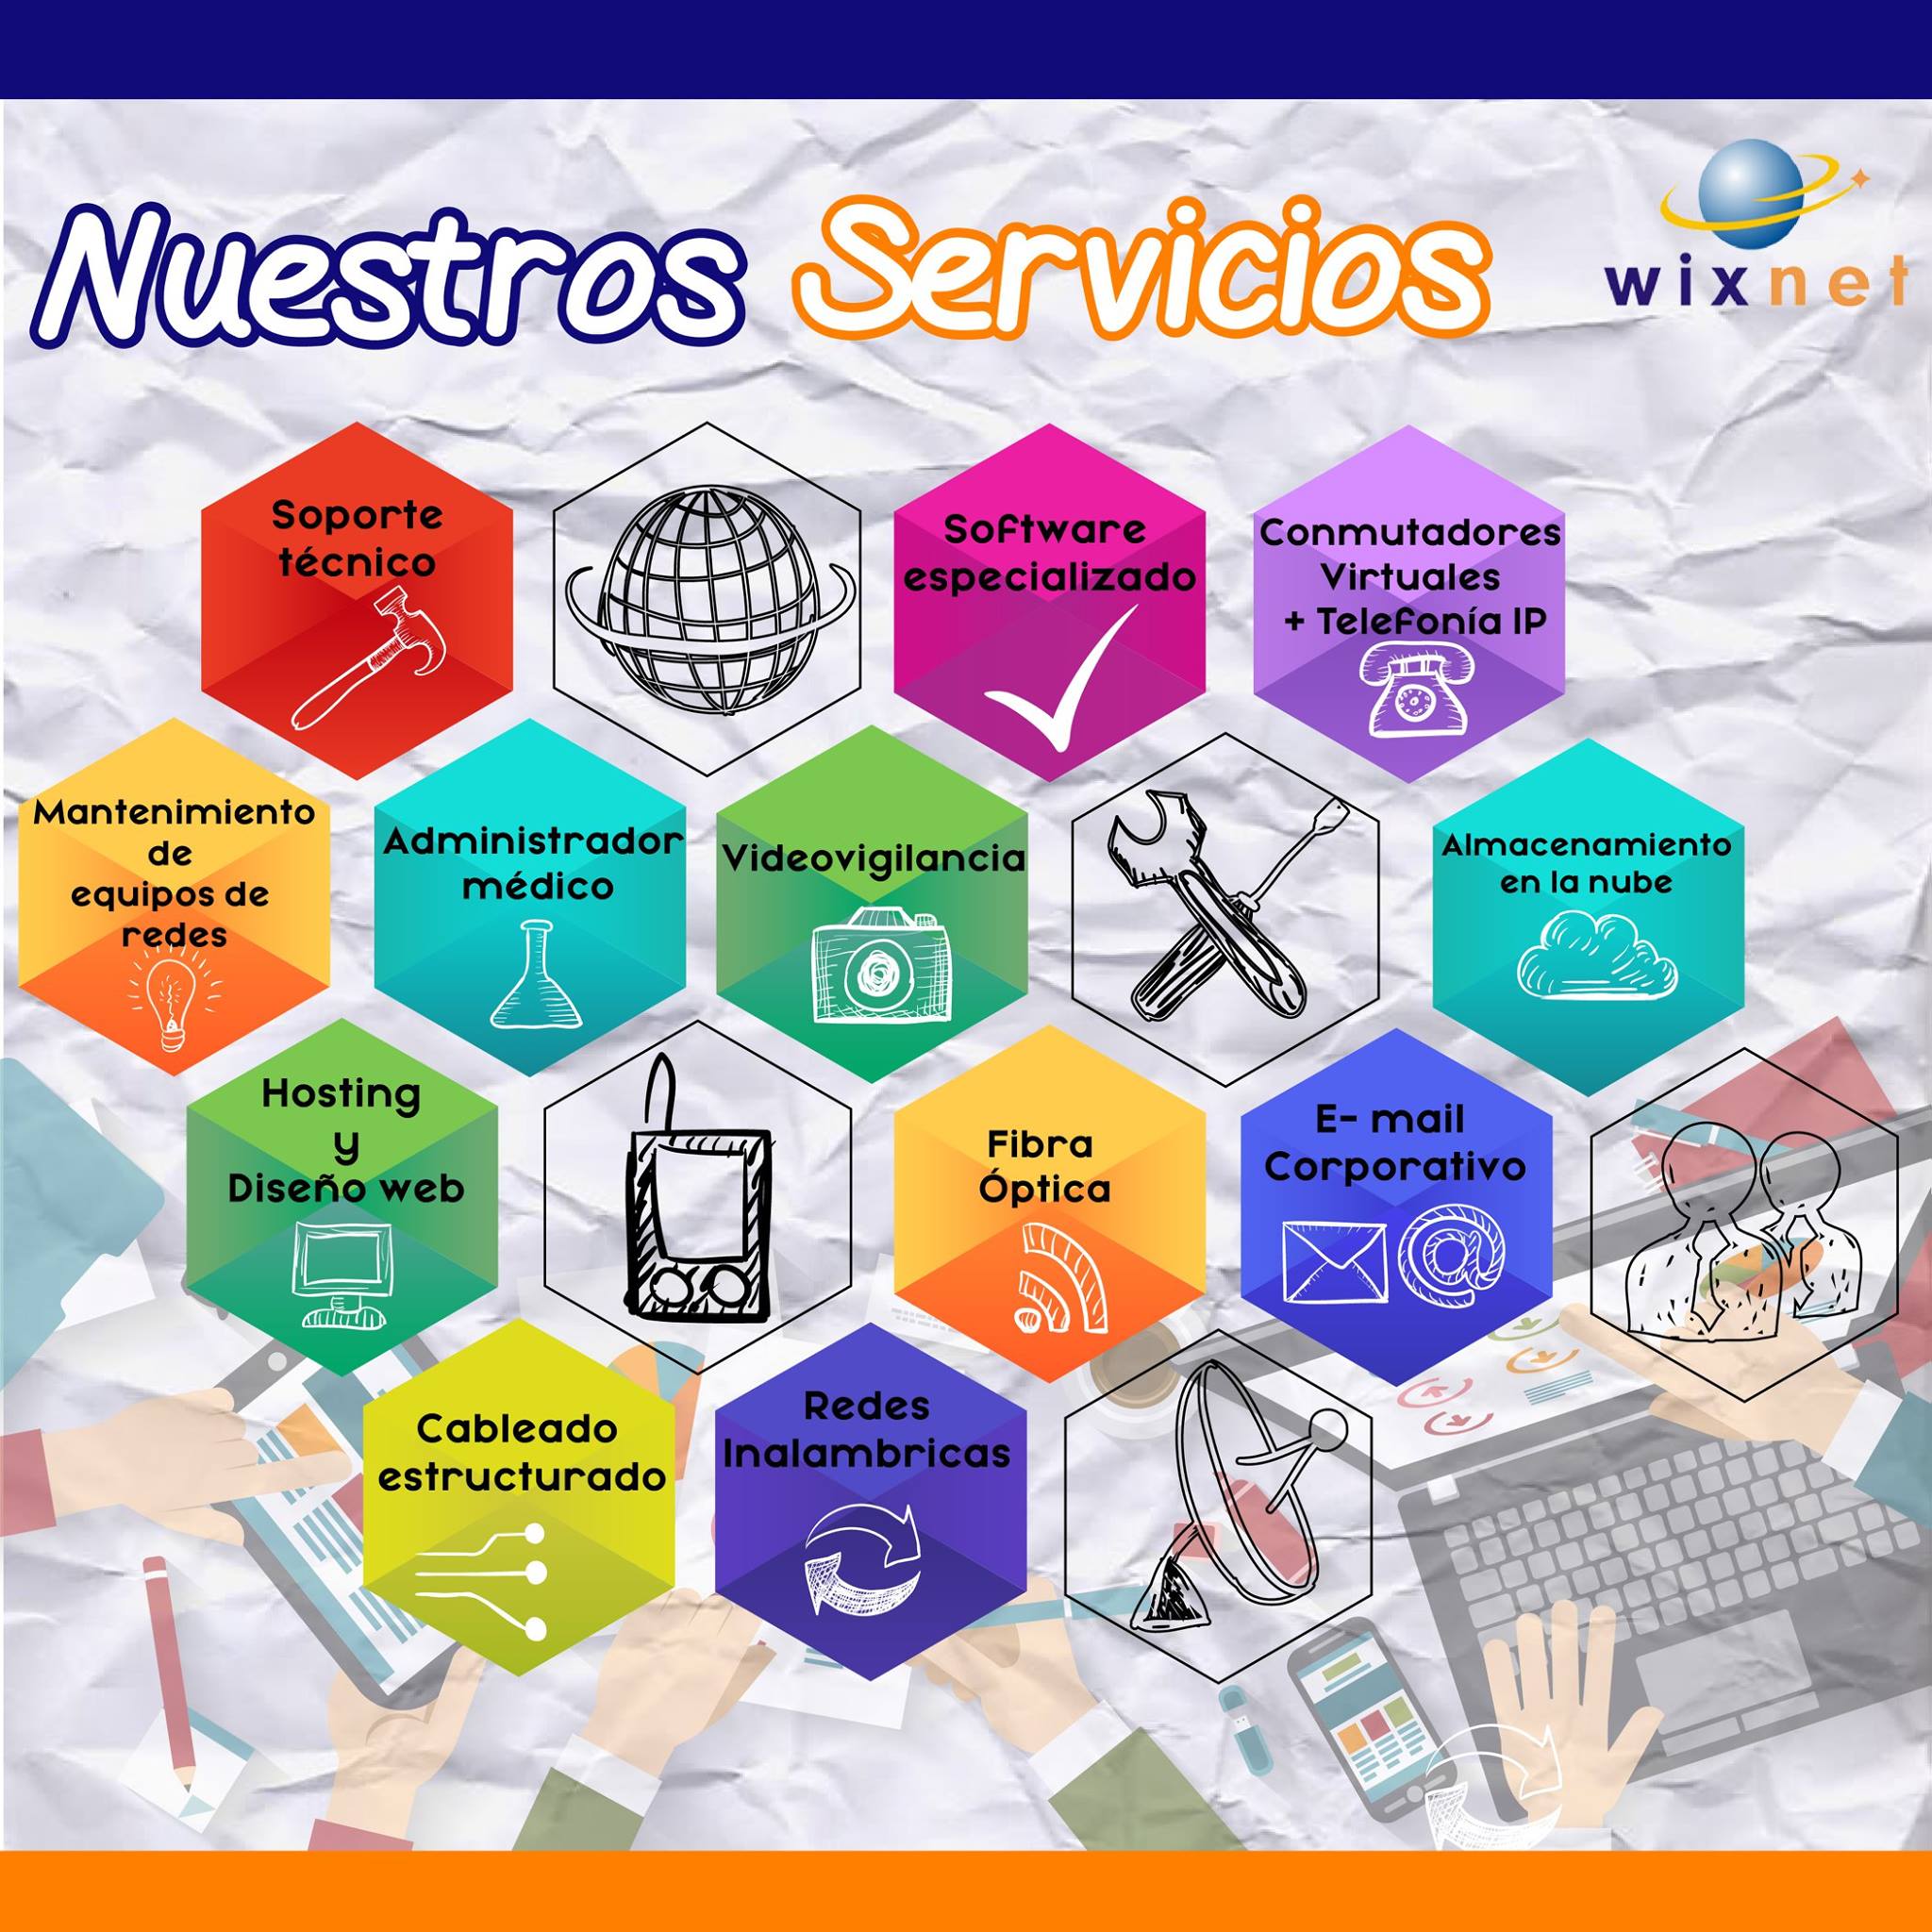 Nuestros Servicios
wixnet
Soporte
técnico
Software
especializado
Conmutadores
Virtuales
+ Telefonía IP
Mantenimiento
de
equipos de
redes
Administrador
médico
Videovigilancia
Almacenamiento
en la nube
Hosting
y
Diseño web
Fibra
Óptica
E- mail
Corporativo
Cableado
estructurado
Redes
Inalambricas